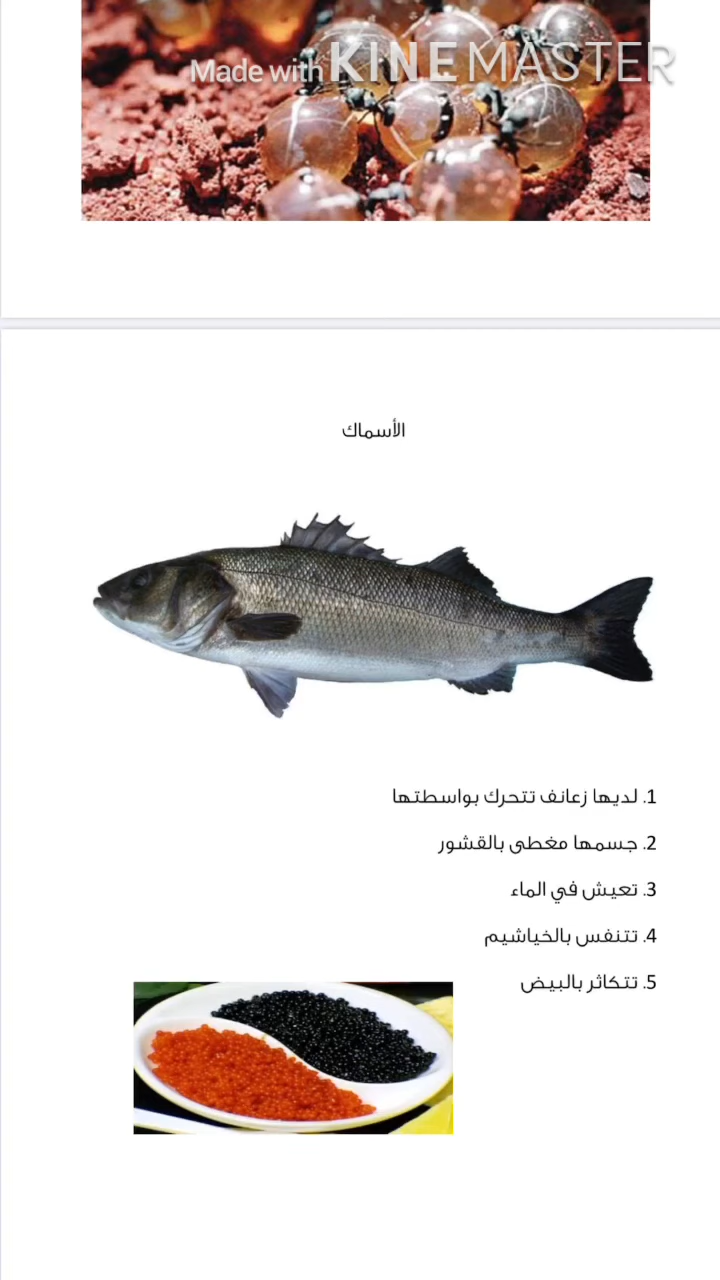 Made with KINEMASTER
الأسماك
1. لديها زعانف تتحرك بواسطتها
2. جسمها مغطى بالقشور
3. تعيش في الماء
4. تتنفس بالخياشيم
5. تتكاثر بالبيض